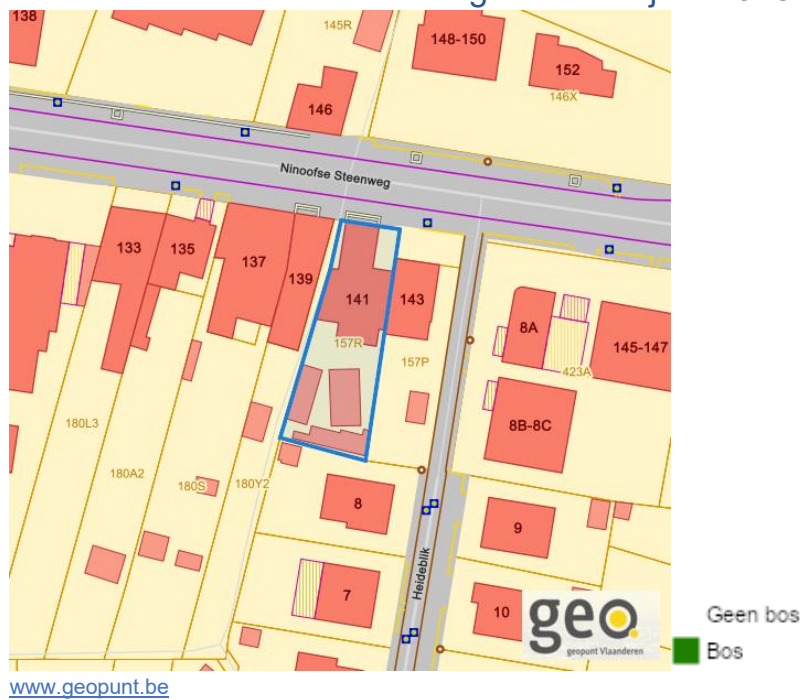 138
145R
148-150
152
146X
146
Ninoofse Steenweg
133
135
137
139
141
143
157R
157P
8A
145-147
423A
8B-8C
180L3
180A2
180S
180Y2
8
9
7
10
Heideblik
geo.
geopunt Vlaanderen
Geen bos
Bos
www.geopunt.be